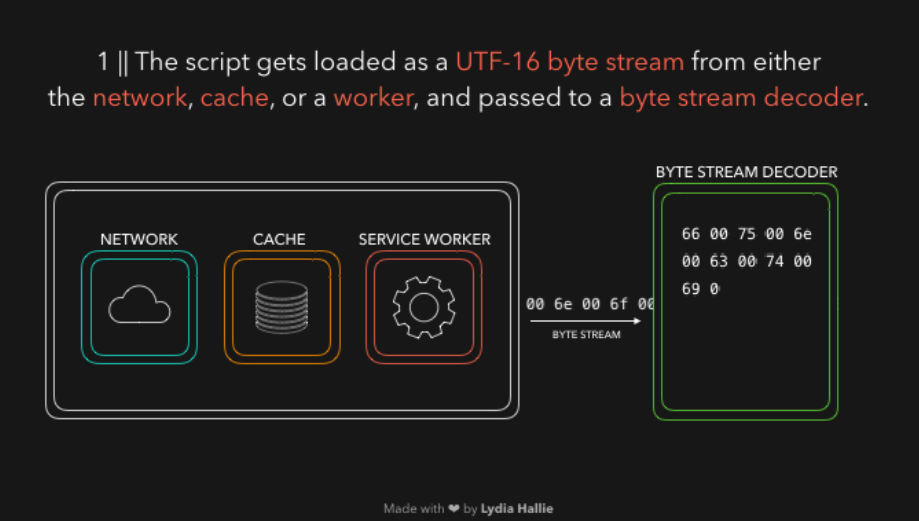 1 || The script gets loaded as a UTF-16 byte stream from either
the network, cache, or a worker, and passed to a byte stream decoder.
BYTE STREAM DECODER
NETWORK
CACHE
SERVICE WORKER
00 6e 00 6f 00
BYTE STREAM
66 00 75 00 6e
00 63 00 74 00
69 0
Made with ❤ by Lydia Hallie